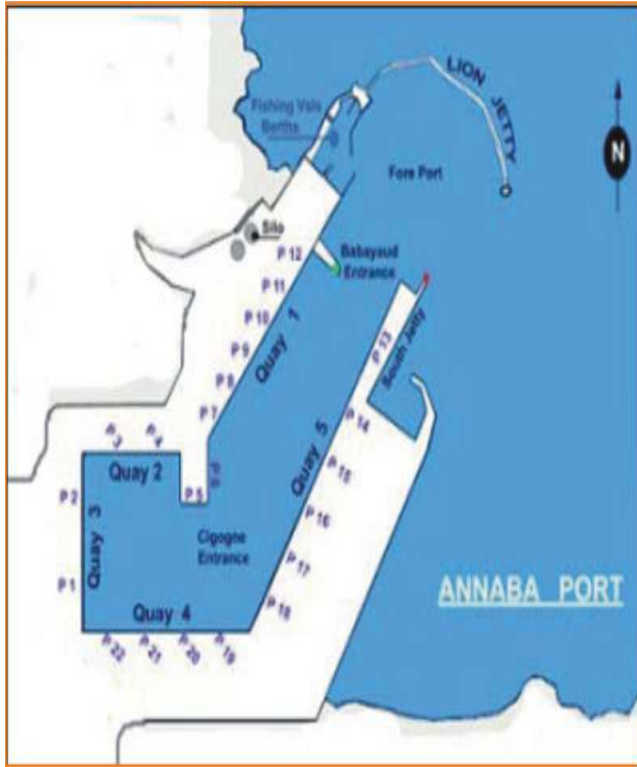 LION JETTY
Fishing Vsls
Berths
Fore Port
N
Silo
P 12
Babayaud
Entrance
P 11
P 10
P 9
P 8
P 7
Quay 1
P 13
South Jetty
P 14
P 3
P 4
Quay 2
P 5
P 6
Quay 5
P 15
P 2
Quay 3
P 16
Cigogne
Entrance
P 17
P 1
P 18
ANNABA PORT
Quay 4
P 22
P 21
P 20
P 19